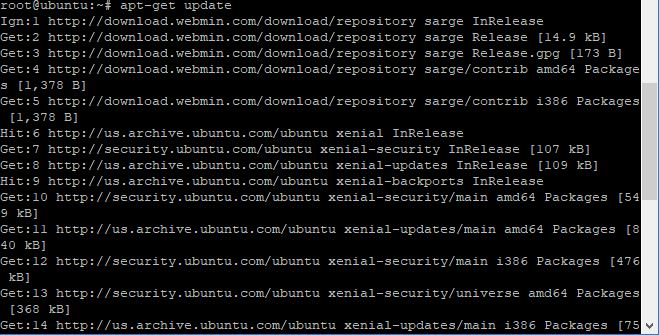 root@ubuntu:~# apt-get update
Ign:1 http://download.webmin.com/download/repository sarge InRelease
Get:2 http://download.webmin.com/download/repository sarge Release [14.9 kB]
Get:3 http://download.webmin.com/download/repository sarge Release.gpg [173 B]
Get:4 http://download.webmin.com/download/repository sarge/contrib amd64 Package
s [1,378 B]
Get:5 http://download.webmin.com/download/repository sarge/contrib i386 Packages
 [1,378 B]
Hit:6 http://us.archive.ubuntu.com/ubuntu xenial InRelease
Get:7 http://security.ubuntu.com/ubuntu xenial-security InRelease [107 kB]
Get:8 http://us.archive.ubuntu.com/ubuntu xenial-updates InRelease [109 kB]
Hit:9 http://us.archive.ubuntu.com/ubuntu xenial-backports InRelease
Get:10 http://security.ubuntu.com/ubuntu xenial-security/main amd64 Packages [54
9 kB]
Get:11 http://us.archive.ubuntu.com/ubuntu xenial-updates/main amd64 Packages [8
40 kB]
Get:12 http://security.ubuntu.com/ubuntu xenial-security/main i386 Packages [476
 kB]
Get:13 http://security.ubuntu.com/ubuntu xenial-security/universe amd64 Packages
 [368 kB]
Get:14 http://us.archive.ubuntu.com/ubuntu xenial-updates/main i386 Packages [75